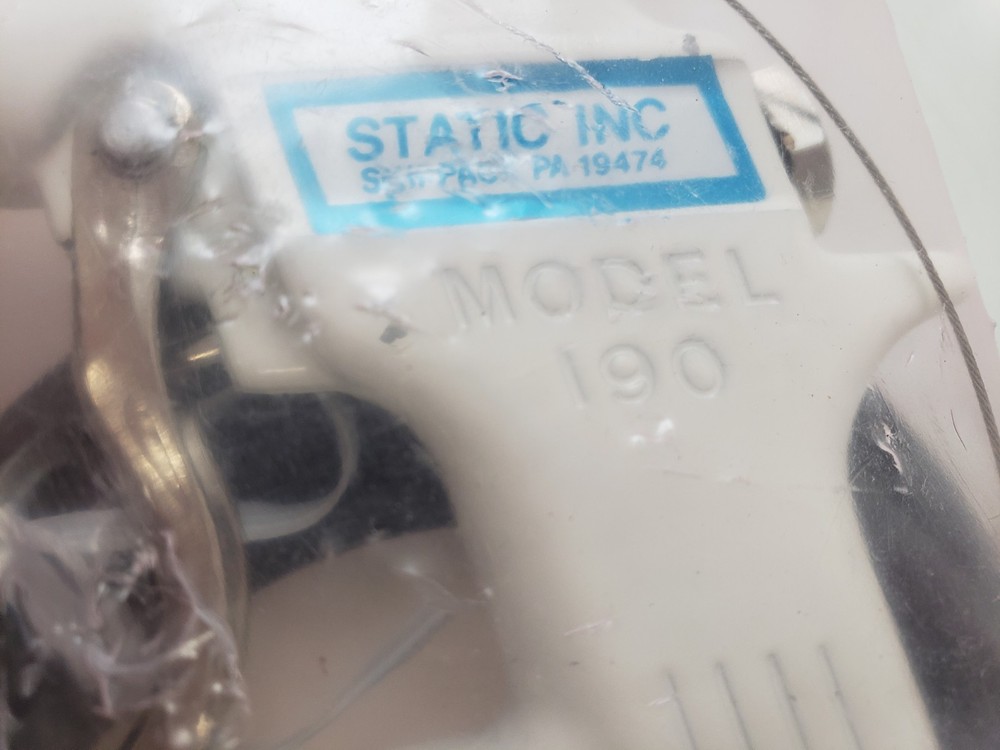 STATIC INC
PA 19474
MODEL
190